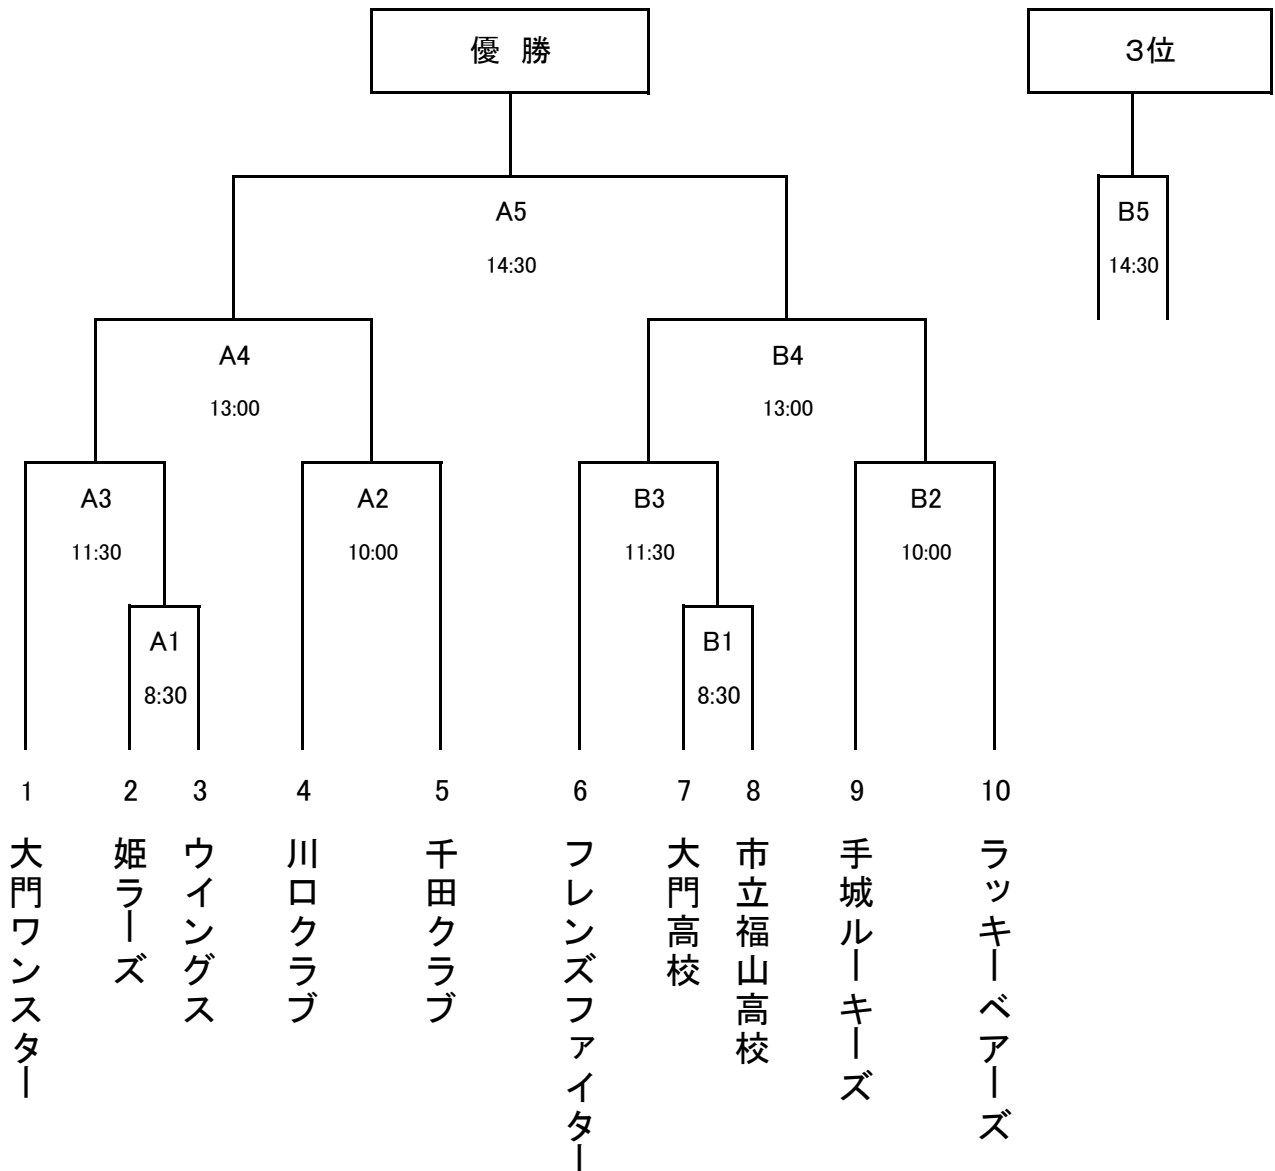 優 勝
3位
A5
14:30
B5
14:30
A4
13:00
B4
13:00
A3
11:30
A2
10:00
B3
11:30
B2
10:00
A1
8:30
B1
8:30
1
2
3
4
5
6
7
8
9
10
大門ワンスター
姫ラーズ
ウイングス
川口クラブ
千田クラブ
フレンズファイター
大門高校
市立福山高校
手城ルーキーズ
ラッキーベアーズ